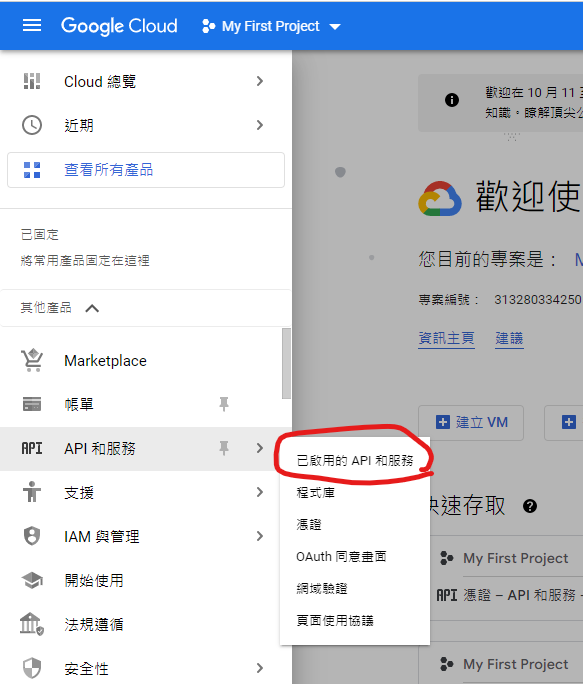 Google Cloud
My First Project
Cloud 總覽
近期
查看所有產品
已固定
將常用產品固定在這裡
其他產品
Marketplace
帳單
API API 和服務
支援
IAM 與管理
開始使用
法規遵循
安全性
已啟用的 API 和服務
程式庫
憑證
OAuth 同意畫面
網域驗證
頁面使用協議
歡迎在 10 月 11
知識。瞭解頂尖
歡迎使
您目前的專案是：
專案編號： 313280334250
資訊主頁 建議
建立 VM
快速存取
My First Project
API 憑證 – API 和服務 -
My First Project